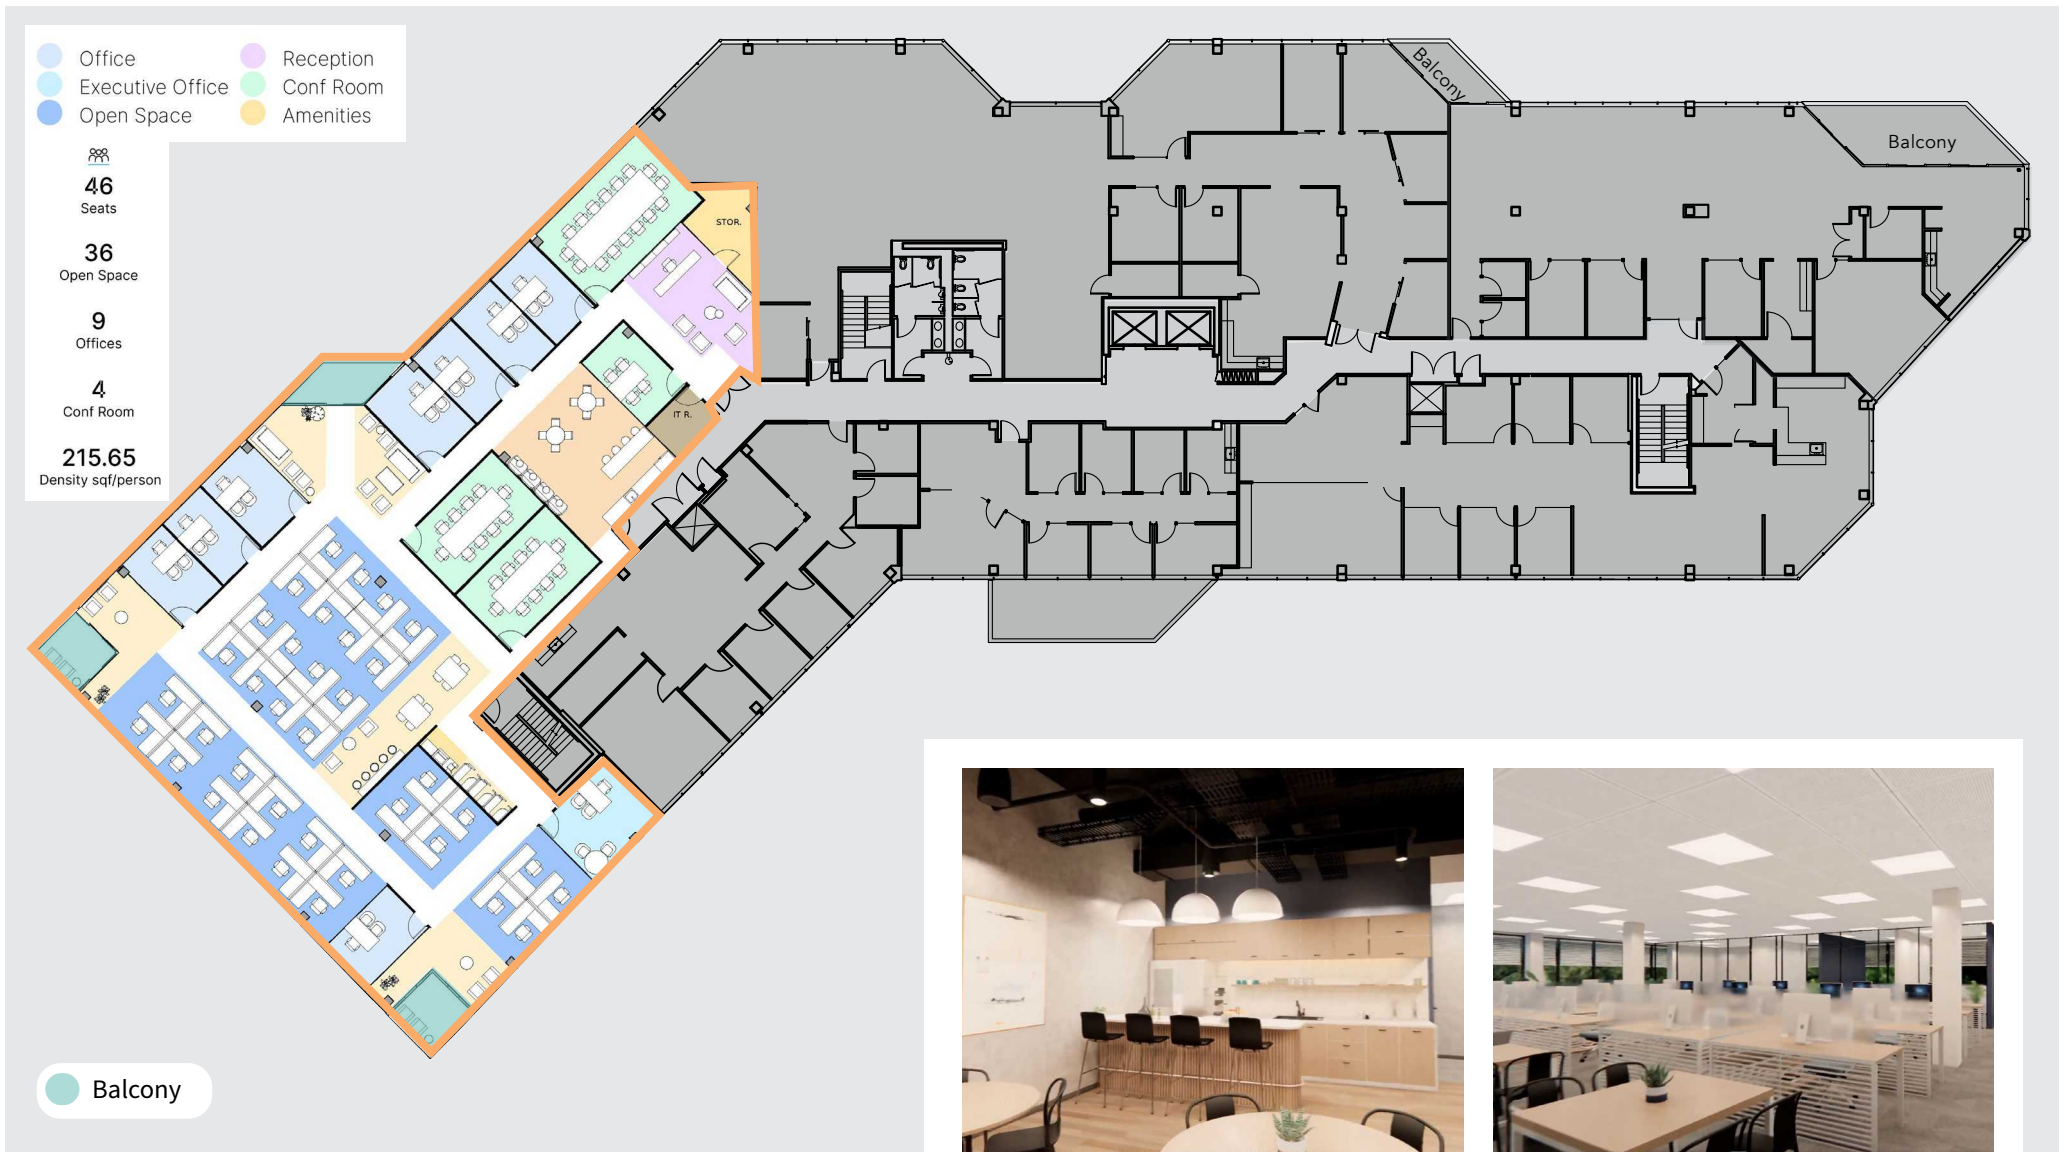 Office
Executive Office
Open Space
Reception
Conf Room
Amenities
46
Seats
36
Open Space
9
Offices
4
Conf Room
215.65
Density sqf/person
Balcony
Balcony
STOR.
IT R.
Balcony